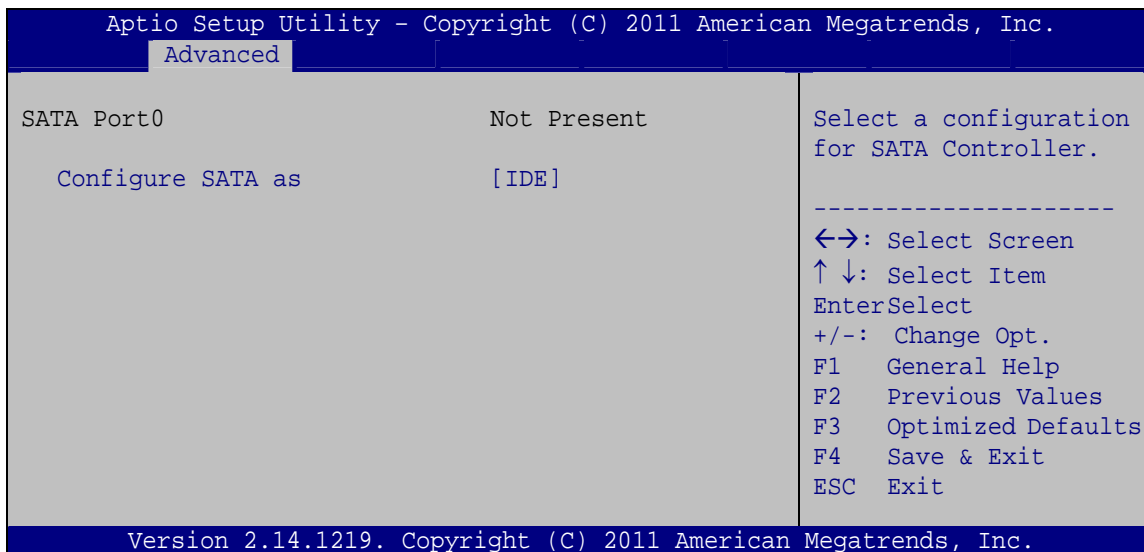 Aptio Setup Utility – Copyright (C) 2011 American Megatrends, Inc.
Advanced
SATA Port0 Not Present
Configure SATA as [IDE]
Select a configuration
for SATA Controller.
---------------------
←→: Select Screen
↑ ↓: Select Item
EnterSelect
+/-: Change Opt.
F1 General Help
F2 Previous Values
F3 Optimized Defaults
F4 Save & Exit
ESC Exit
Version 2.14.1219. Copyright (C) 2011 American Megatrends, Inc.